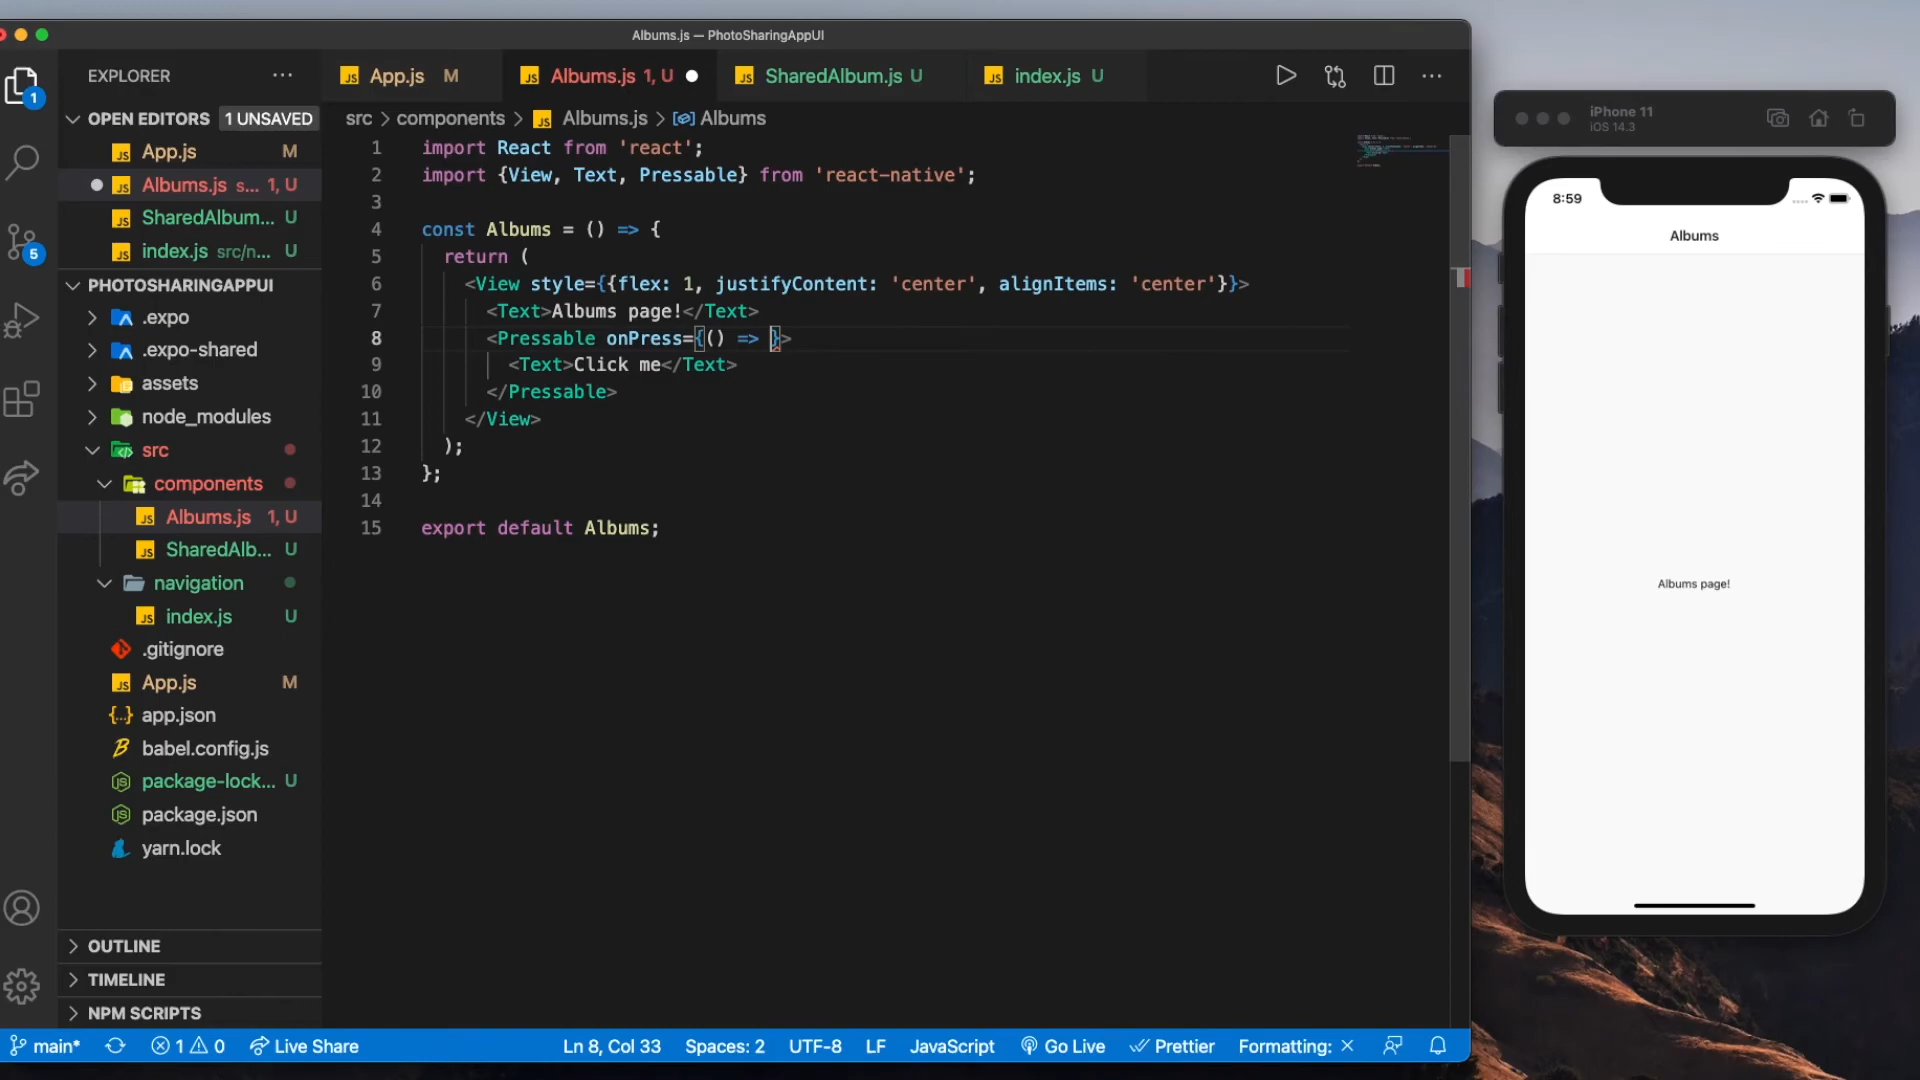 Albums.js — PhotoSharingAppUI
EXPLORER
App.js M
Albums.js 1, U
SharedAlbum.js U
index.js U
1
OPEN EDITORS 1 UNSAVED
App.js M
Albums.js s... 1, U
SharedAlbum... U
index.js src/n... U
5
PHOTOSHARINGAPPUI
.expo
.expo-shared
assets
node_modules
src
components
Albums.js 1, U
SharedAlb... U
navigation
index.js U
.gitignore
App.js M
app.json
babel.config.js
package-lock... U
package.json
yarn.lock
OUTLINE
TIMELINE
NPM SCRIPTS
src > components > Albums.js > Albums
1 import React from 'react';
2 import {View, Text, Pressable} from 'react-native';
3
4 const Albums = () => {
5 return (
6 <View style={{flex: 1, justifyContent: 'center', alignItems: 'center'}}>
7 <Text>Albums page!</Text>
8 <Pressable onPress={() => }>
9 <Text>Click me</Text>
10 </Pressable>
11 </View>
12 );
13 };
14
15 export default Albums;
main* 1 0 Live Share Ln 8, Col 33 Spaces: 2 UTF-8 LF JavaScript Go Live Prettier Formatting: ×
iPhone 11
iOS 14.3
8:59
Albums
Albums page!